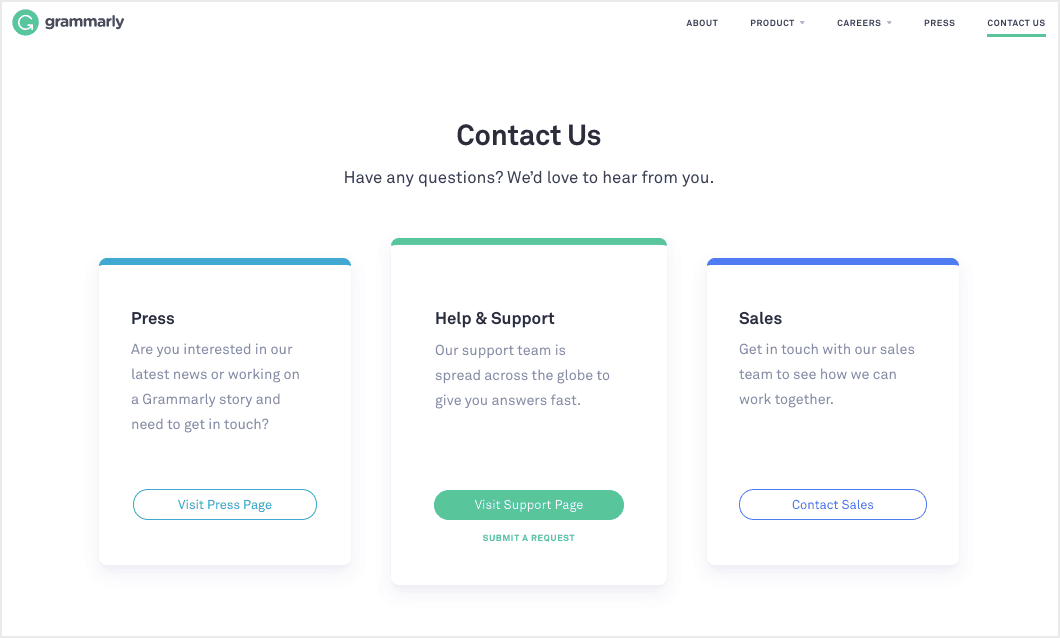 grammarly
ABOUT
PRODUCT
CAREERS
PRESS
CONTACT US
Contact Us
Have any questions? We’d love to hear from you.
Press
Are you interested in our
latest news or working on
a Grammarly story and
need to get in touch?
Visit Press Page
Help & Support
Our support team is
spread across the globe to
give you answers fast.
Visit Support Page
SUBMIT A REQUEST
Sales
Get in touch with our sales
team to see how we can
work together.
Contact Sales